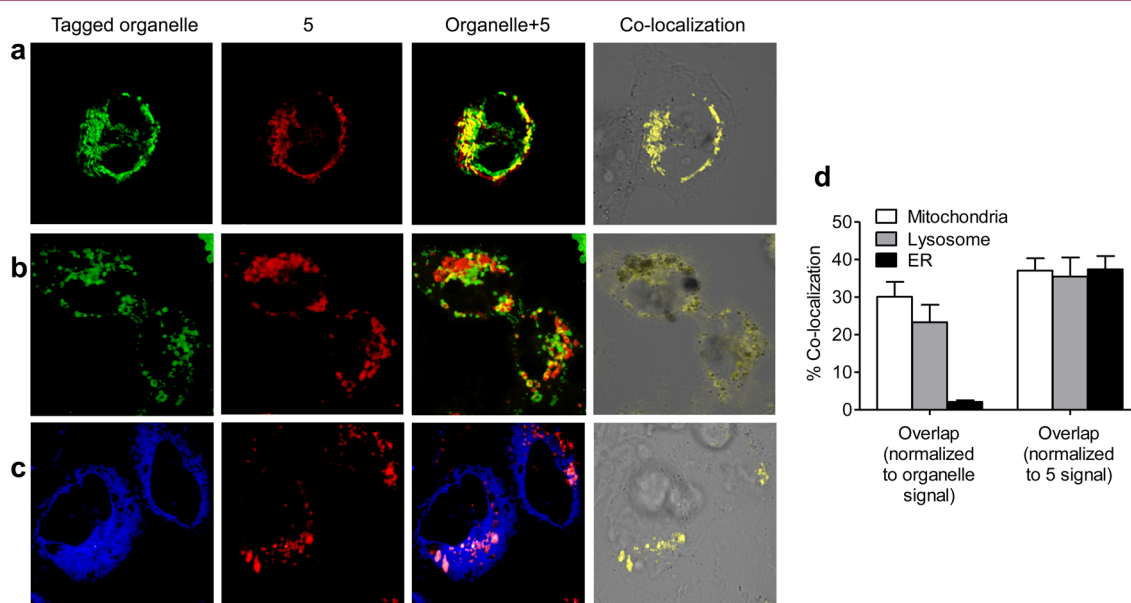 Tagged organelle
5
Organelle+5
Co-localization
a
b
c
d
Mitochondria
Lysosome
ER
% Co-localization
50
40
30
20
10
0
Overlap
(normalized
to organelle
signal)
Overlap
(normalized
to 5 signal)